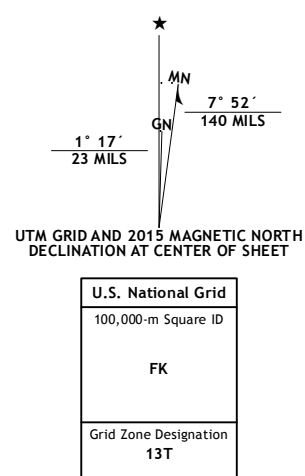 ★
MN
GN
7° 52´
140 MILS
1° 17´
23 MILS
UTM GRID AND 2015 MAGNETIC NORTH
DECLINATION AT CENTER OF SHEET
U.S. National Grid
100,000-m Square ID
FK
Grid Zone Designation
13T